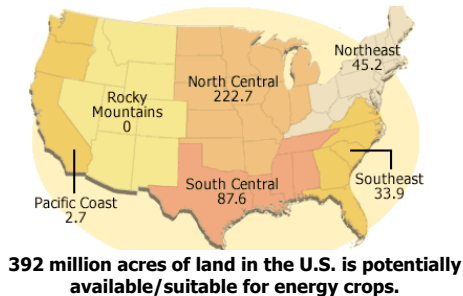 Northeast
45.2
North Central
222.7
Rocky
Mountains
0
South Central
87.6
Southeast
33.9
Pacific Coast
2.7
392 million acres of land in the U.S. is potentially
available/suitable for energy crops.